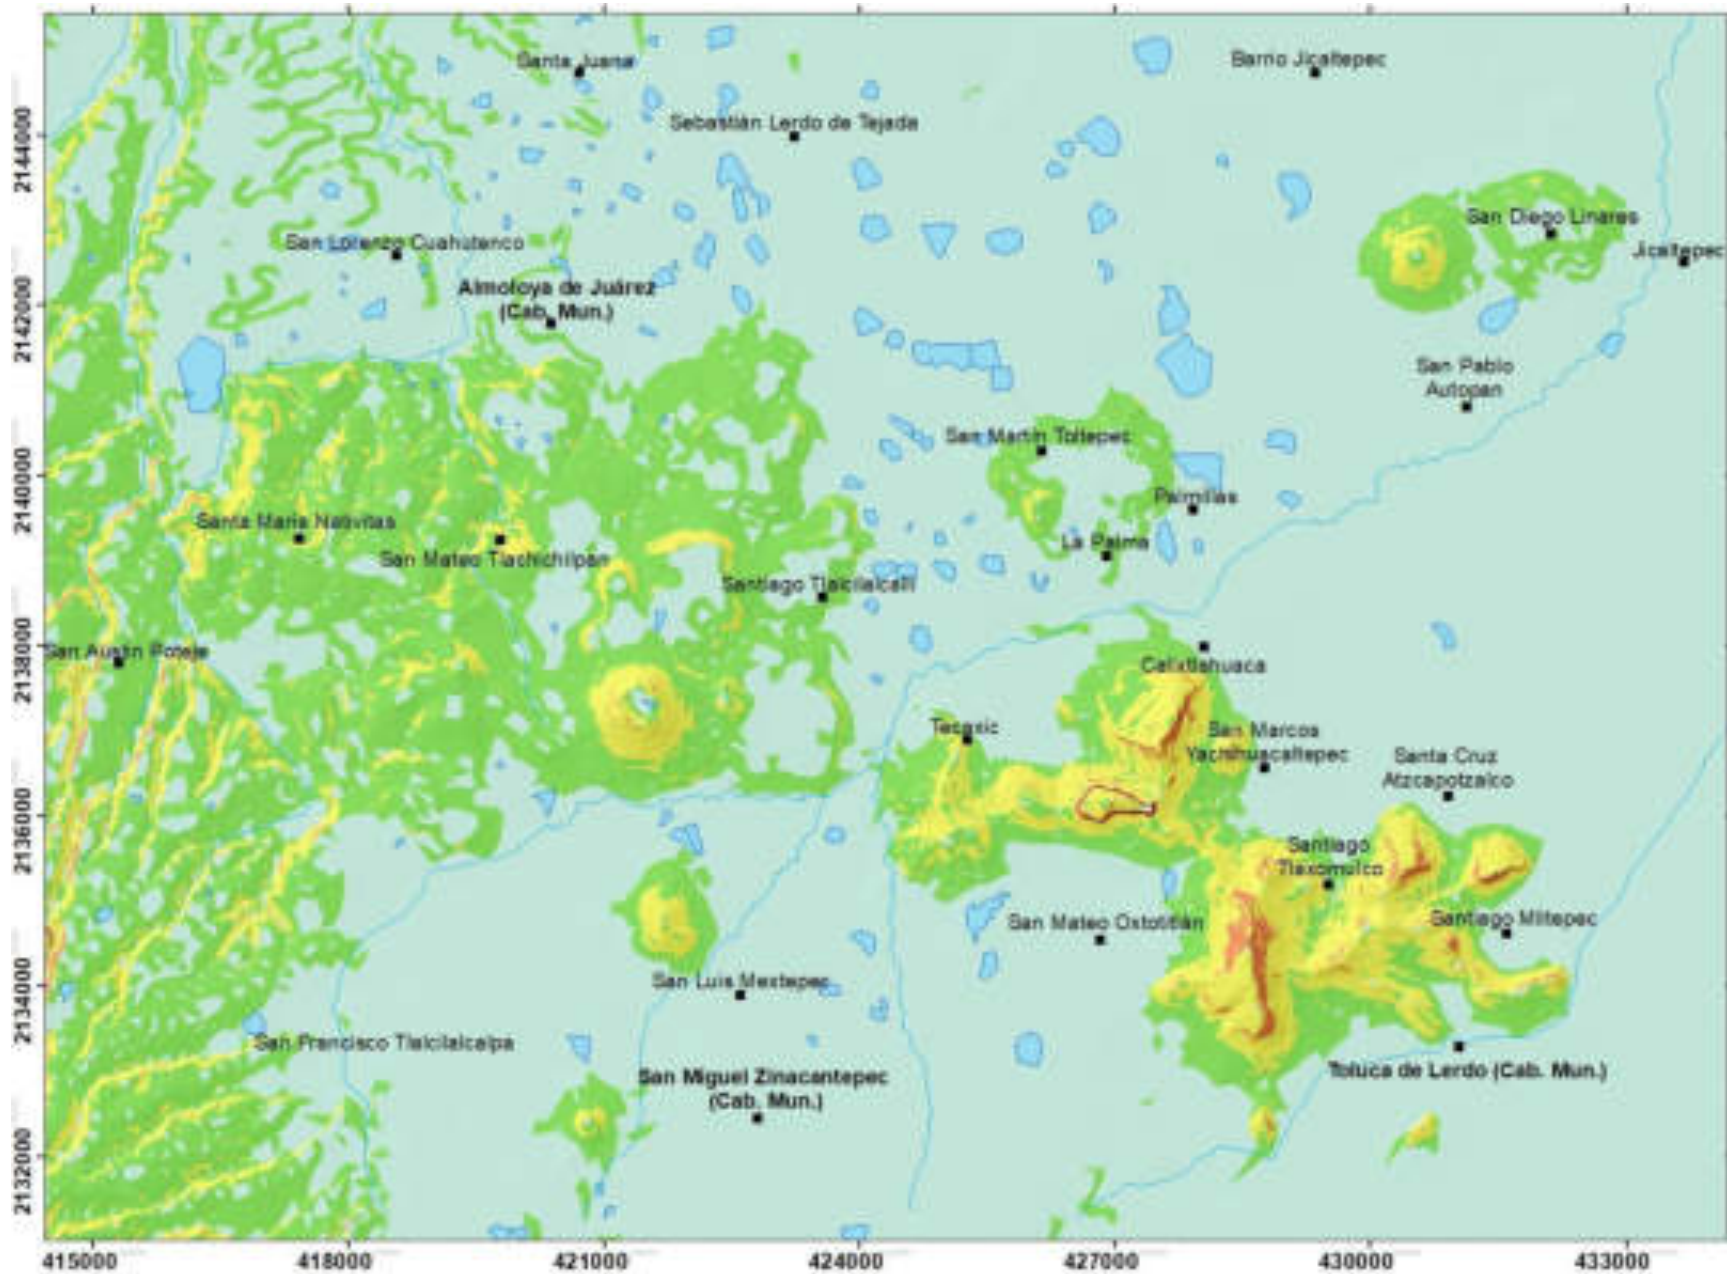 Santa Juana
Barrio Jicaltepec
Sebastián Lerdo de Tejada
2144000
San Diego Linares
San Lorenzo Cuahutenco
Jicaltepec
Almoloya de Juárez
(Cab. Mun.)
2142000
San Pablo
Autopan
San Martín Toltepec
2140000
Palmillas
Santa María Nativitas
La Palma
San Mateo Tlachichilpan
Santiago Tlalcilalcalli
2138000
San Austin Poteje
Calixtlahuaca
Tecaxic
San Marcos
Yachihuacaltepec
Santa Cruz
Atzcapotzalco
2136000
Santiago
Tlaxomulco
San Mateo Oxtotitlán
Santiago Miltepec
San Luis Mextepec
2134000
San Francisco Tlalcilalcalpa
San Miguel Zinacantepec
(Cab. Mun.)
Toluca de Lerdo (Cab. Mun.)
2132000
415000 418000 421000 424000 427000 430000 433000